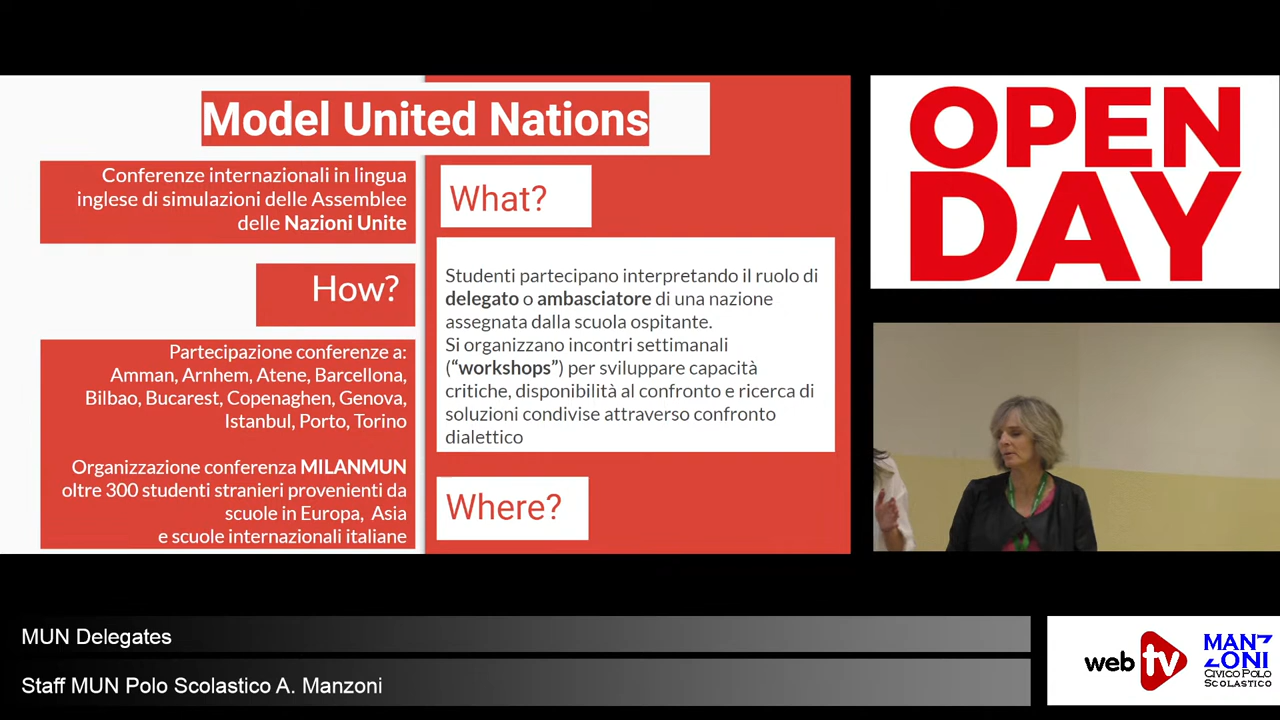 Model United Nations
Conferenze internazionali in lingua
inglese di simulazioni delle Assemblee
delle Nazioni Unite
What?
How?
Studenti partecipano interpretando il ruolo di
delegato o ambasciatore di una nazione
assegnata dalla scuola ospitante.
Si organizzano incontri settimanali
(“workshops”) per sviluppare capacità
critiche, disponibilità al confronto e ricerca di
soluzioni condivise attraverso confronto
dialettico
Partecipazione conferenze a:
Amman, Arnhem, Atene, Barcellona,
Bilbao, Bucarest, Copenaghen, Genova,
Istanbul, Porto, Torino
Organizzazione conferenza MILANMUN
oltre 300 studenti stranieri provenienti da
scuole in Europa, Asia
e scuole internazionali italiane
Where?
OPEN
DAY
MUN Delegates
Staff MUN Polo Scolastico A. Manzoni
web tv
MANZ
ZONI
CIVICO POLO
SCOLASTICO